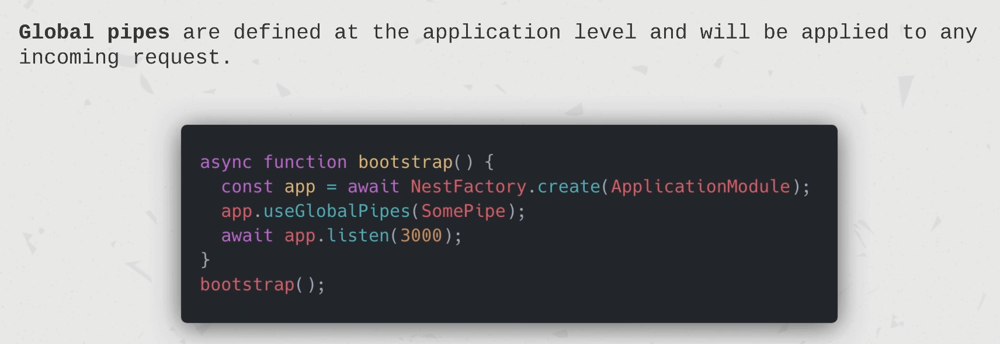 Global pipes are defined at the application level and will be applied to any
incoming request.
async function bootstrap() {
  const app = await NestFactory.create(ApplicationModule);
  app.useGlobalPipes(SomePipe);
  await app.listen(3000);
}
bootstrap();